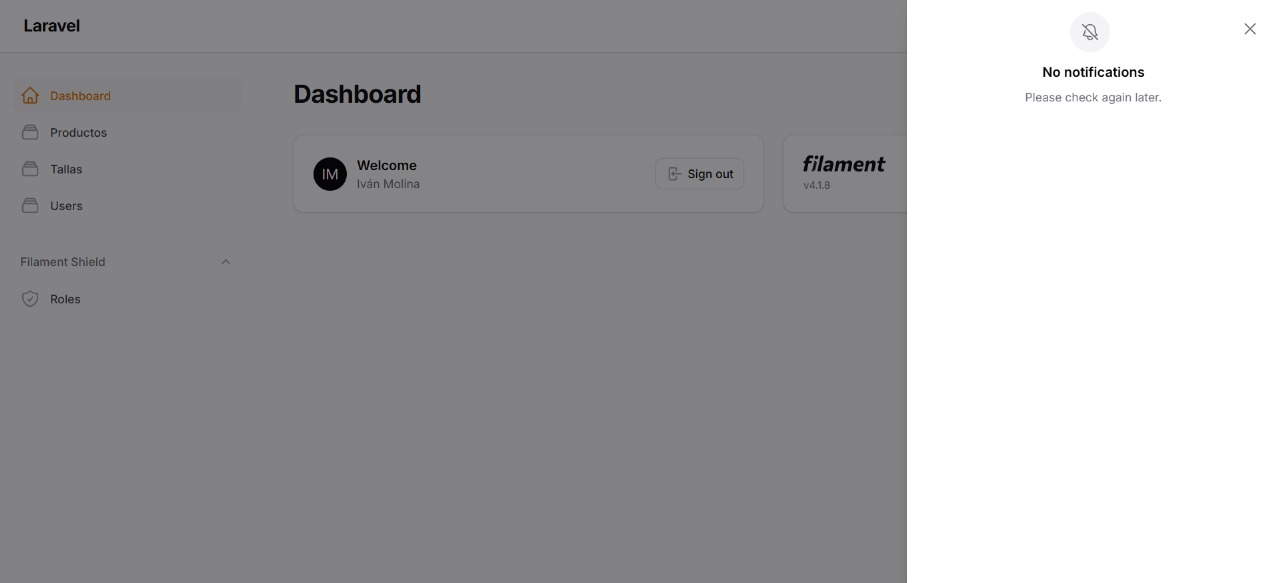 Laravel
Dashboard
Productos
Tallas
Users
Filament Shield
Roles
Dashboard
IM
Welcome
Iván Molina
Sign out
filament
v4.1.8
No notifications
Please check again later.